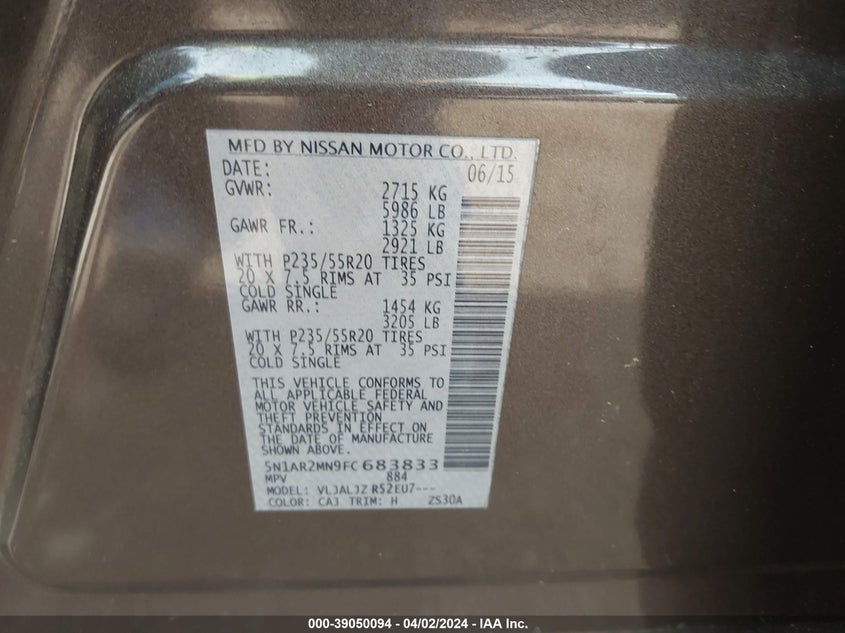 MFD BY NISSAN MOTOR CO., LTD.
DATE: 06/15
GVWR: 2715 KG
5986 LB
GAWR FR.: 1325 KG
2921 LB
WITH P235/55R20 TIRES
20 X 7.5 RIMS AT 35 PSI
COLD SINGLE
GAWR RR.: 1454 KG
3205 LB
WITH P235/55R20 TIRES
20 X 7.5 RIMS AT 35 PSI
COLD SINGLE
THIS VEHICLE CONFORMS TO
ALL APPLICABLE FEDERAL
MOTOR VEHICLE SAFETY AND
THEFT PREVENTION
STANDARDS IN EFFECT ON
THE DATE OF MANUFACTURE
SHOWN ABOVE.
5N1AR2MN9FC683833
MPV 884
MODEL: VLJALJZ R52EU7---
COLOR: CAJ TRIM: H ZS30A
000-39050094 - 04/02/2024 - IAA Inc.